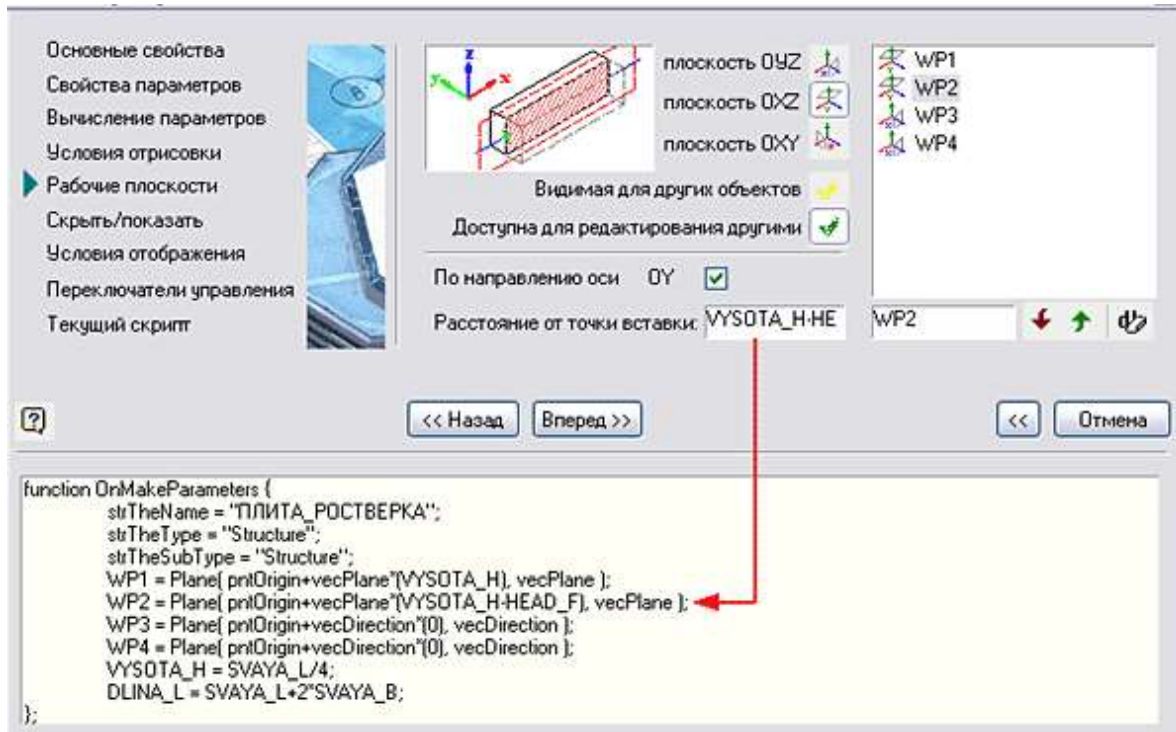 Основные свойства
Свойства параметров
Вычисление параметров
Условия отрисовки
Рабочие плоскости
Скрыть/показать
Условия отображения
Переключатели управления
Текущий скрипт
z
y
x
плоскость OYZ
плоскость OXZ
плоскость OXY
Видимая для других объектов
Доступна для редактирования другими
По направлению оси OY
Расстояние от точки вставки: VYSOTA_H-HE
WP1
WP2
WP3
WP4
WP2
<< Назад
Вперед >>
<<
Отмена
function OnMakeParameters {
strTheName = "ПЛИТА_РОСТВЕРКА";
strTheType = "Structure";
strTheSubType = "Structure";
WP1 = Plane( pntOrigin+vecPlane*(VYSOTA_H), vecPlane );
WP2 = Plane( pntOrigin+vecPlane*(VYSOTA_H-HEAD_F), vecPlane );
WP3 = Plane( pntOrigin+vecDirection*(0), vecDirection );
WP4 = Plane( pntOrigin+vecDirection*(0), vecDirection );
VYSOTA_H = SVAYA_L/4;
DLINA_L = SVAYA_L+2*SVAYA_B;
};